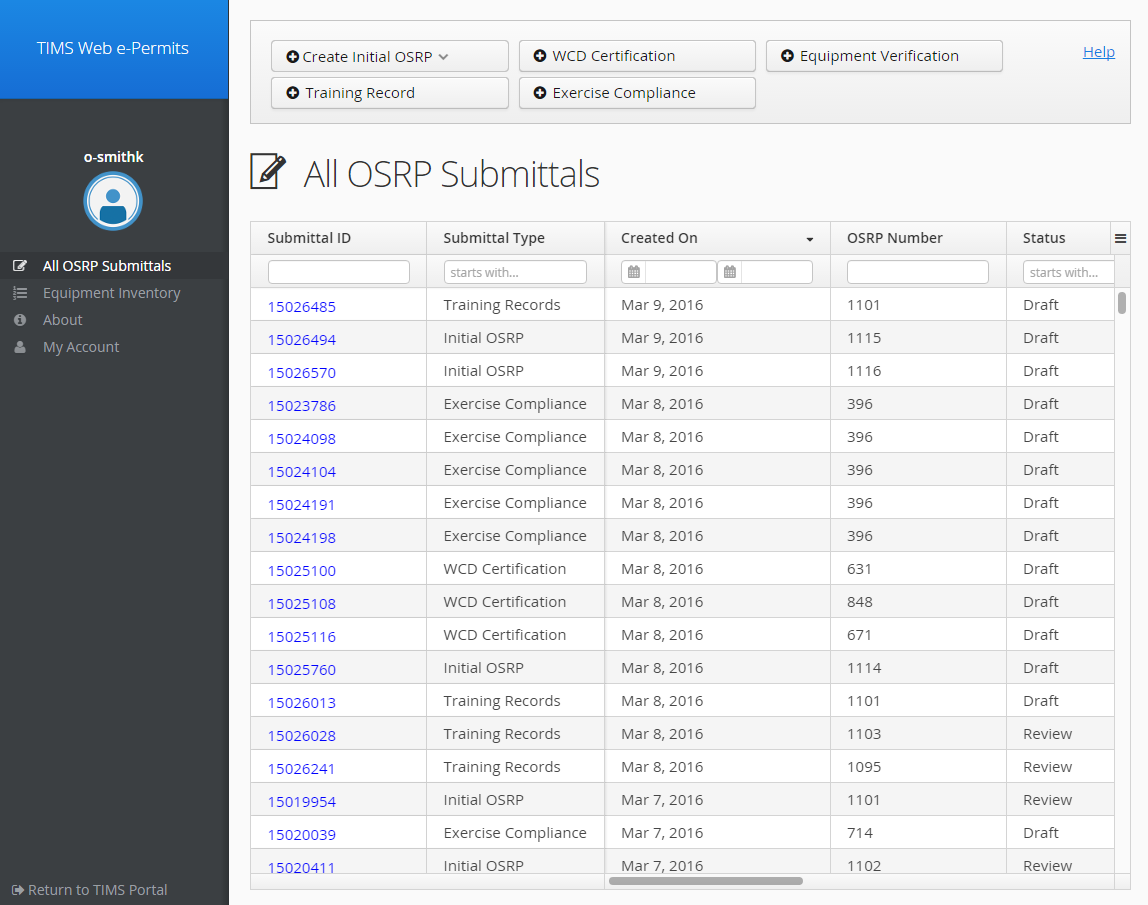 TIMS Web e-Permits
o-smithk
All OSRP Submittals
Equipment Inventory
About
My Account
Return to TIMS Portal
Create Initial OSRP WCD Certification Equipment Verification Help
Training Record Exercise Compliance
All OSRP Submittals
Submittal ID Submittal Type Created On OSRP Number Status
starts with... starts with...
15026485 Training Records Mar 9, 2016 1101 Draft
15026494 Initial OSRP Mar 9, 2016 1115 Draft
15026570 Initial OSRP Mar 9, 2016 1116 Draft
15023786 Exercise Compliance Mar 8, 2016 396 Draft
15024098 Exercise Compliance Mar 8, 2016 396 Draft
15024104 Exercise Compliance Mar 8, 2016 396 Draft
15024191 Exercise Compliance Mar 8, 2016 396 Draft
15024198 Exercise Compliance Mar 8, 2016 396 Draft
15025100 WCD Certification Mar 8, 2016 631 Draft
15025108 WCD Certification Mar 8, 2016 848 Draft
15025116 WCD Certification Mar 8, 2016 671 Draft
15025760 Initial OSRP Mar 8, 2016 1114 Draft
15026013 Training Records Mar 8, 2016 1101 Draft
15026028 Training Records Mar 8, 2016 1103 Review
15026241 Training Records Mar 8, 2016 1095 Review
15019954 Initial OSRP Mar 7, 2016 1101 Review
15020039 Exercise Compliance Mar 7, 2016 714 Draft
15020411 Initial OSRP Mar 7, 2016 1102 Review